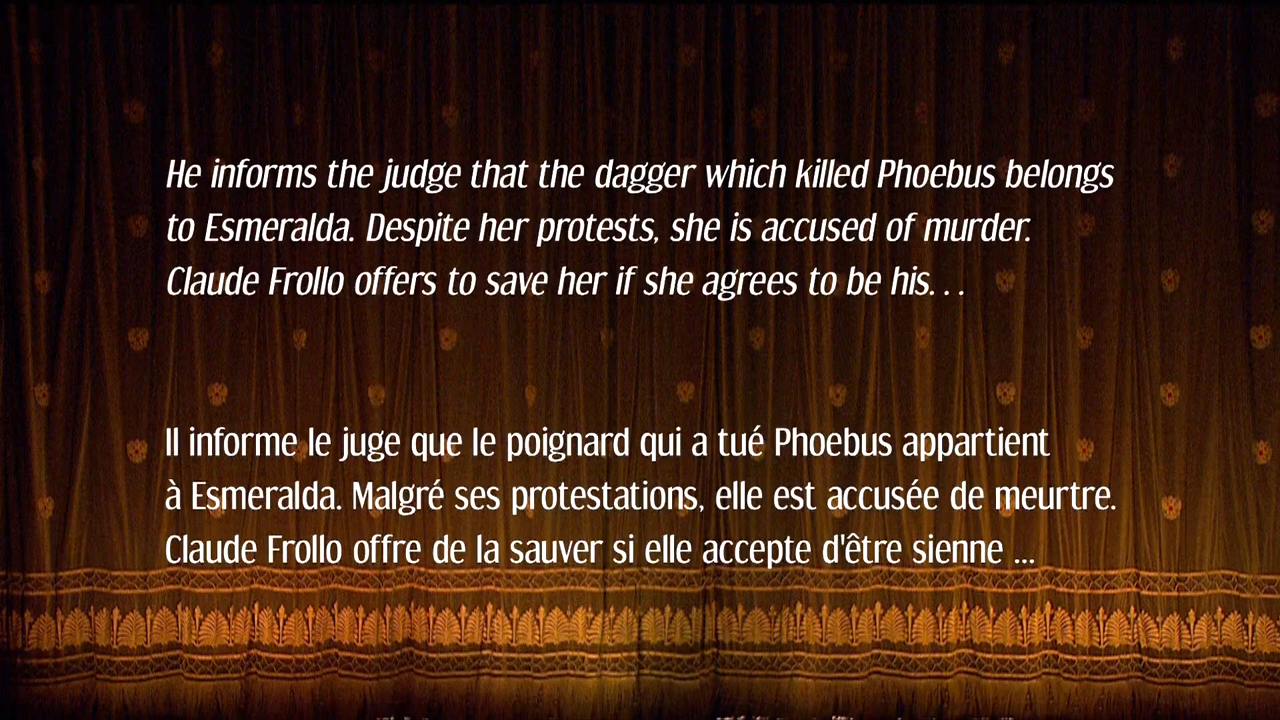 He informs the judge that the dagger which killed Phoebus belongs
to Esmeralda. Despite her protests, she is accused of murder.
Claude Frollo offers to save her if she agrees to be his. . .
Il informe le juge que le poignard qui a tué Phoebus appartient
à Esmeralda. Malgré ses protestations, elle est accusée de meurtre.
Claude Frollo offre de la sauver si elle accepte d'être sienne ...